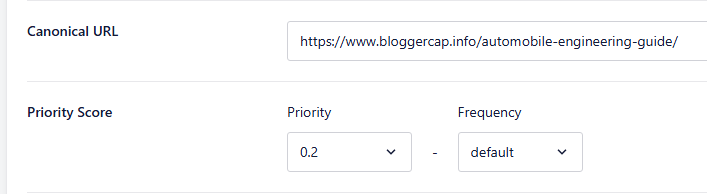 Canonical URL
https://www.bloggercap.info/automobile-engineering-guide/
Priority Score
Priority
Frequency
0.2
-
default